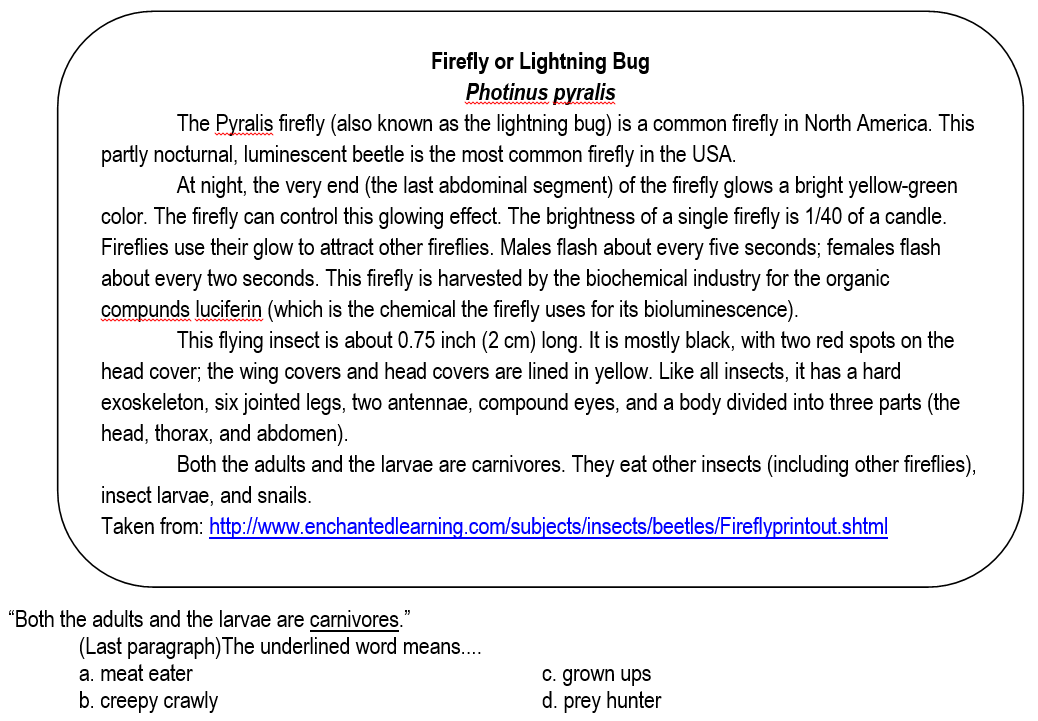 Firefly or Lightning Bug
Photinus pyralis
The Pyralis firefly (also known as the lightning bug) is a common firefly in North America. This
partly nocturnal, luminescent beetle is the most common firefly in the USA.
At night, the very end (the last abdominal segment) of the firefly glows a bright yellow-green
color. The firefly can control this glowing effect. The brightness of a single firefly is 1/40 of a candle.
Fireflies use their glow to attract other fireflies. Males flash about every five seconds; females flash
about every two seconds. This firefly is harvested by the biochemical industry for the organic
compunds luciferin (which is the chemical the firefly uses for its bioluminescence).
This flying insect is about 0.75 inch (2 cm) long. It is mostly black, with two red spots on the
head cover; the wing covers and head covers are lined in yellow. Like all insects, it has a hard
exoskeleton, six jointed legs, two antennae, compound eyes, and a body divided into three parts (the
head, thorax, and abdomen).
Both the adults and the larvae are carnivores. They eat other insects (including other fireflies),
insect larvae, and snails.
Taken from: http://www.enchantedlearning.com/subjects/insects/beetles/Fireflyprintout.shtml
“Both the adults and the larvae are carnivores.”
(Last paragraph)The underlined word means....
a. meat eater c. grown ups
b. creepy crawly d. prey hunter